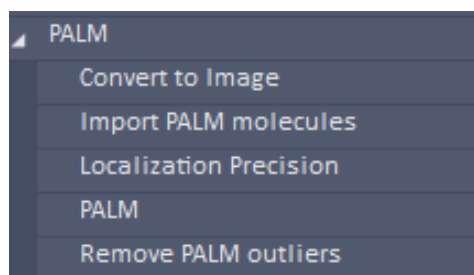 PALM
Convert to Image
Import PALM molecules
Localization Precision
PALM
Remove PALM outliers